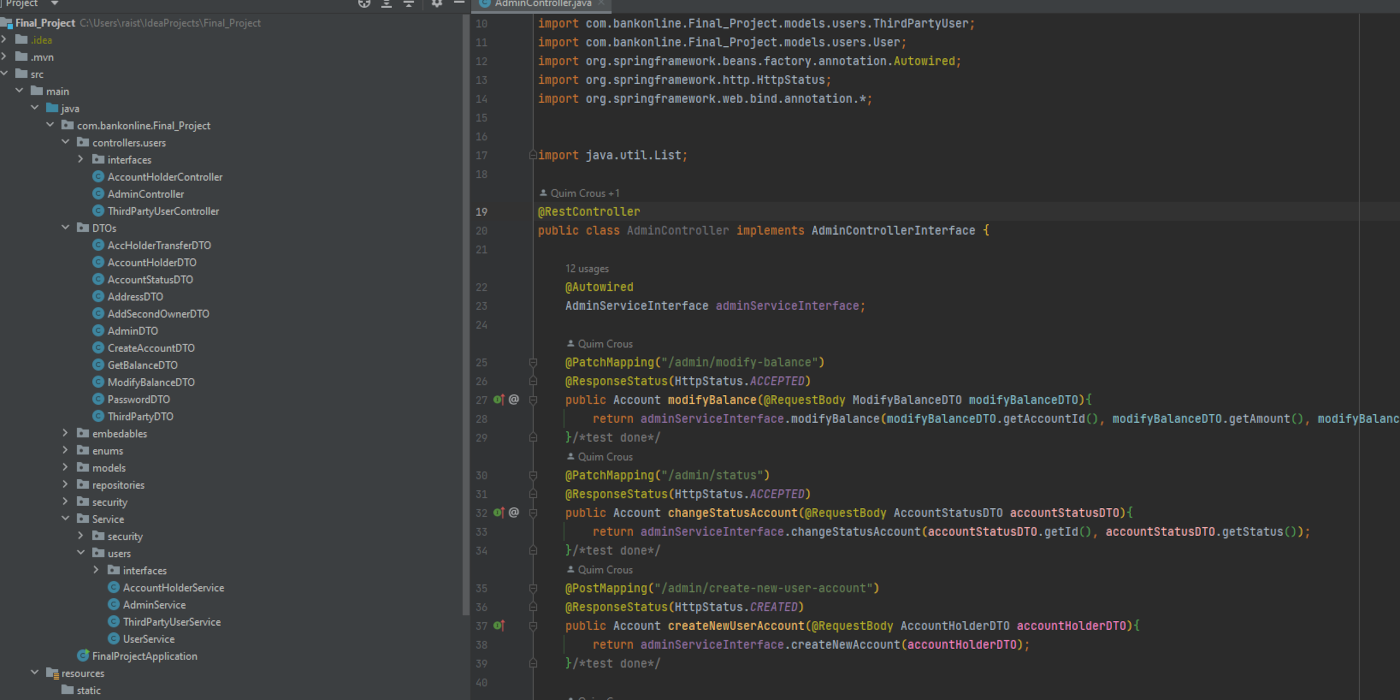 Project
Final_Project C:\Users\raist\IdeaProjects\Final_Project
.idea
.mvn
src
main
java
com.bankonline.Final_Project
controllers.users
interfaces
AccountHolderController
AdminController
ThirdPartyUserController
DTOs
AccHolderTransferDTO
AccountHolderDTO
AccountStatusDTO
AddressDTO
AddSecondOwnerDTO
AdminDTO
CreateAccountDTO
GetBalanceDTO
ModifyBalanceDTO
PasswordDTO
ThirdPartyDTO
embedables
enums
models
repositories
security
Service
security
users
interfaces
AccountHolderService
AdminService
ThirdPartyUserService
UserService
FinalProjectApplication
resources
static
AdminController.java
10 import com.bankonline.Final_Project.models.users.ThirdPartyUser;
11 import com.bankonline.Final_Project.models.users.User;
12 import org.springframework.beans.factory.annotation.Autowired;
13 import org.springframework.http.HttpStatus;
14 import org.springframework.web.bind.annotation.*;
15
16
17 import java.util.List;
18
Quim Crous +1
19 @RestController
20 public class AdminController implements AdminControllerInterface {
21
12 usages
22 @Autowired
23 AdminServiceInterface adminServiceInterface;
24
Quim Crous
25 @PatchMapping("/admin/modify-balance")
26 @ResponseStatus(HttpStatus.ACCEPTED)
27 @ public Account modifyBalance(@RequestBody ModifyBalanceDTO modifyBalanceDTO){
28 return adminServiceInterface.modifyBalance(modifyBalanceDTO.getAccountId(), modifyBalanceDTO.getAmount(), modifyBalanc
29 }/*test done*/
Quim Crous
30 @PatchMapping("/admin/status")
31 @ResponseStatus(HttpStatus.ACCEPTED)
32 @ public Account changeStatusAccount(@RequestBody AccountStatusDTO accountStatusDTO){
33 return adminServiceInterface.changeStatusAccount(accountStatusDTO.getId(), accountStatusDTO.getStatus());
34 }/*test done*/
Quim Crous
35 @PostMapping("/admin/create-new-user-account")
36 @ResponseStatus(HttpStatus.CREATED)
37 public Account createNewUserAccount(@RequestBody AccountHolderDTO accountHolderDTO){
38 return adminServiceInterface.createNewAccount(accountHolderDTO);
39 }/*test done*/
40